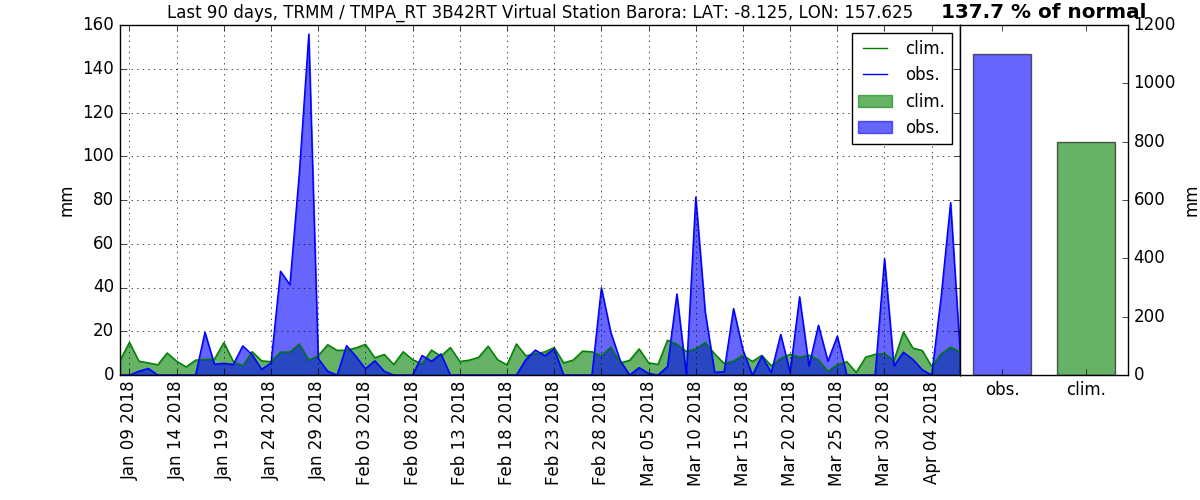 Last 90 days, TRMM / TMPA_RT 3B42RT Virtual Station Barora: LAT: -8.125, LON: 157.625
137.7 % of normal
160
140
120
100
80
60
40
20
0
mm
clim.
obs.
clim.
obs.
1200
1000
800
600
400
200
0
mm
Jan 09 2018
Jan 14 2018
Jan 19 2018
Jan 24 2018
Jan 29 2018
Feb 03 2018
Feb 08 2018
Feb 13 2018
Feb 18 2018
Feb 23 2018
Feb 28 2018
Mar 05 2018
Mar 10 2018
Mar 15 2018
Mar 20 2018
Mar 25 2018
Mar 30 2018
Apr 04 2018
obs.
clim.